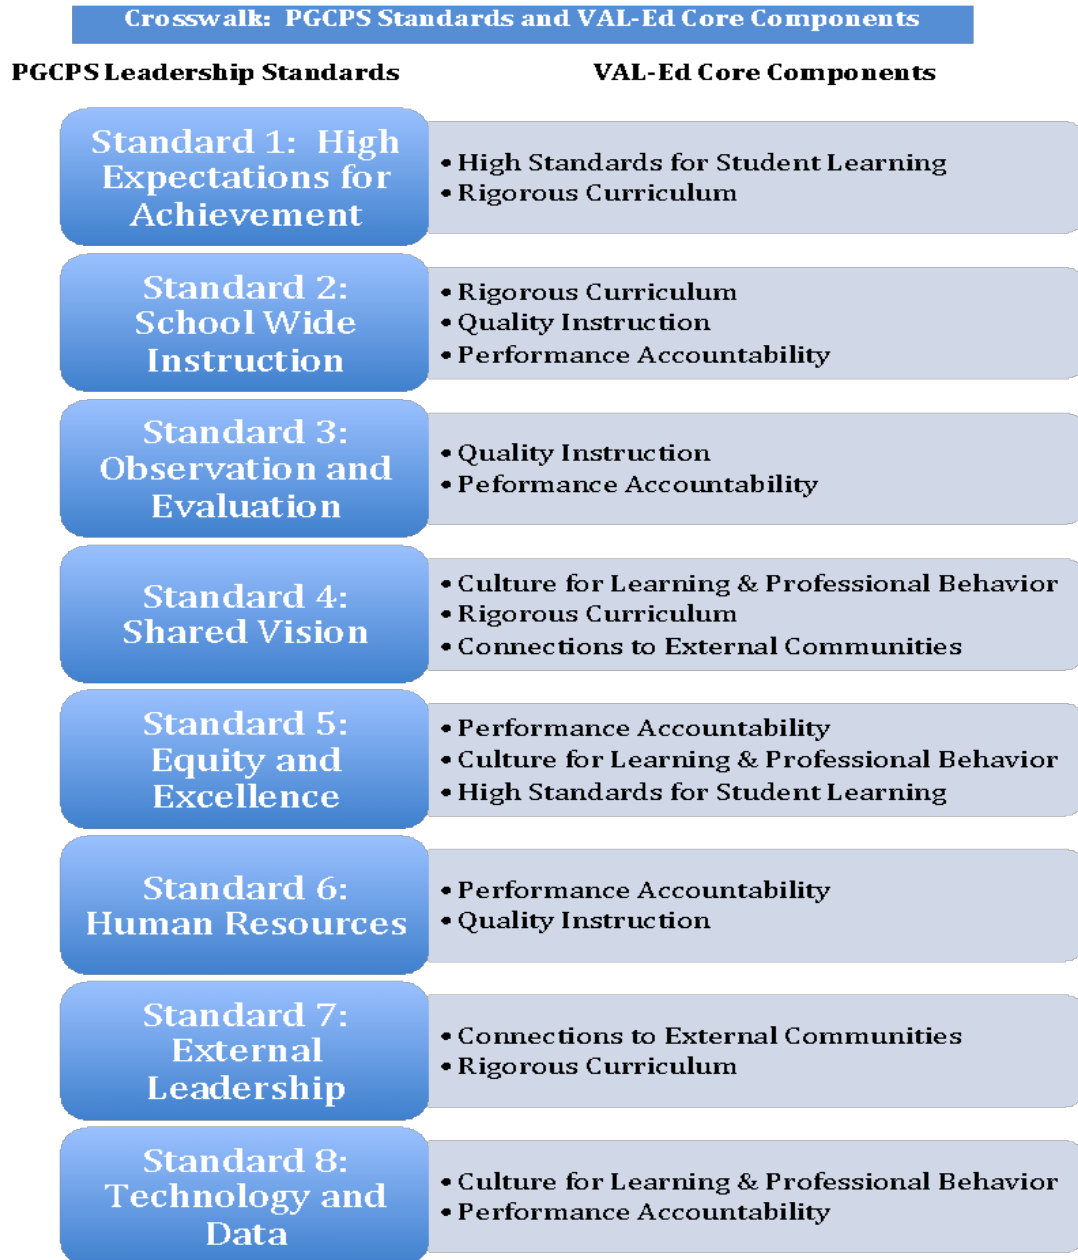 Crosswalk: PGCPS Standards and VAL-Ed Core Components
PGCPS Leadership Standards
VAL-Ed Core Components
Standard 1: High
Expectations for
Achievement
• High Standards for Student Learning
• Rigorous Curriculum
Standard 2:
School Wide
Instruction
• Rigorous Curriculum
• Quality Instruction
• Performance Accountability
Standard 3:
Observation and
Evaluation
• Quality Instruction
• Peformance Accountability
Standard 4:
Shared Vision
• Culture for Learning & Professional Behavior
• Rigorous Curriculum
• Connections to External Communities
Standard 5:
Equity and
Excellence
• Performance Accountability
• Culture for Learning & Professional Behavior
• High Standards for Student Learning
Standard 6:
Human Resources
• Performance Accountability
• Quality Instruction
Standard 7:
External
Leadership
• Connections to External Communities
• Rigorous Curriculum
Standard 8:
Technology and
Data
• Culture for Learning & Professional Behavior
• Performance Accountability